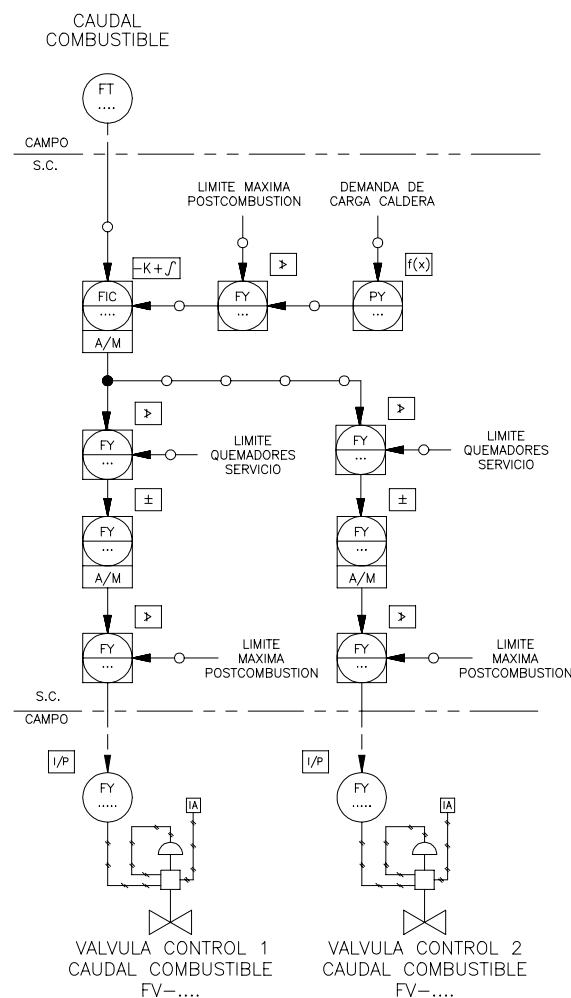 CAUDAL
COMBUSTIBLE
FT
....
CAMPO
S.C.
LIMITE MAXIMA
POSTCOMBUSTION
DEMANDA DE
CARGA CALDERA
-K+∫
f(x)
FIC
....
A/M
FY
...
PY
...
FY
...
LIMITE
QUEMADORES
SERVICIO
FY
...
LIMITE
QUEMADORES
SERVICIO
±
±
FY
...
A/M
FY
...
A/M
FY
...
LIMITE
MAXIMA
POSTCOMBUSTION
FY
...
LIMITE
MAXIMA
POSTCOMBUSTION
S.C.
CAMPO
I/P
I/P
FY
.....
IA
FY
.....
IA
VALVULA CONTROL 1
CAUDAL COMBUSTIBLE
FV-....
VALVULA CONTROL 2
CAUDAL COMBUSTIBLE
FV-....